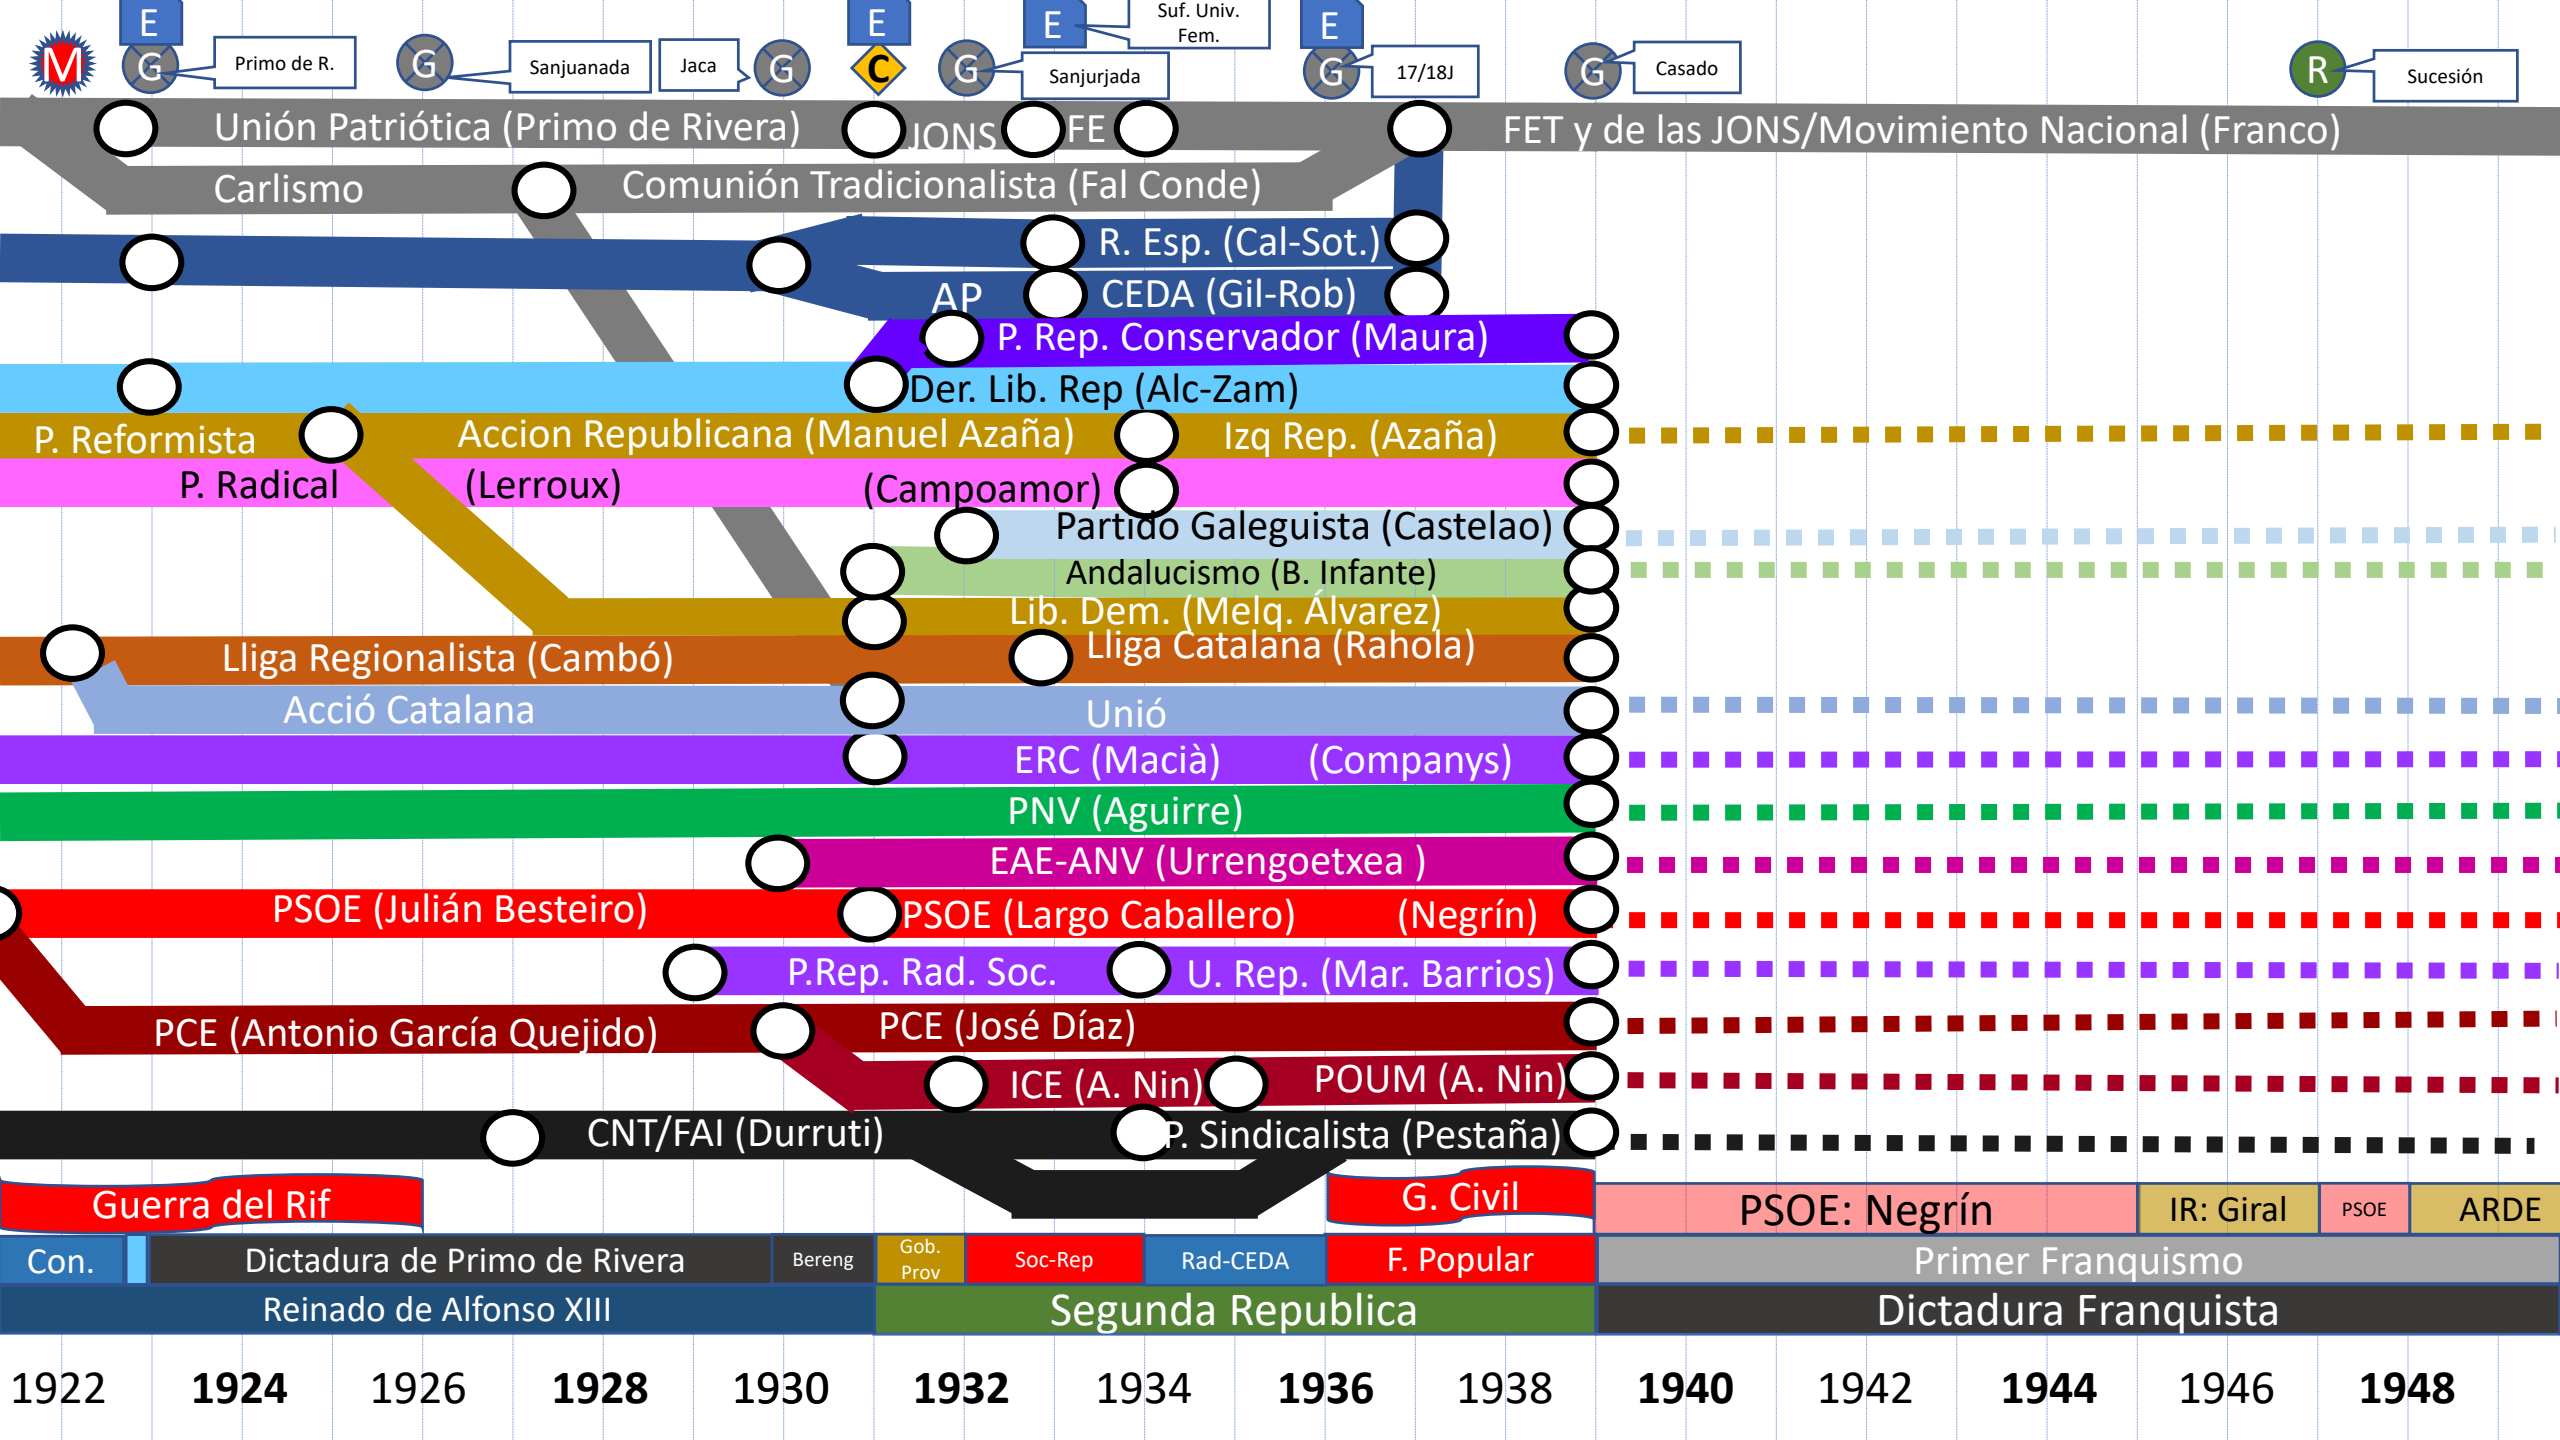 E
E
E
Suf. Univ.
Fem.
E
M
G
Primo de R.
G
Sanjuanada
Jaca
G
C
G
Sanjurjada
G
17/18J
G
Casado
R
Sucesión
Unión Patriótica (Primo de Rivera)
JONS
FE
FET y de las JONS/Movimiento Nacional (Franco)
Carlismo
Comunión Tradicionalista (Fal Conde)
R. Esp. (Cal-Sot.)
AP
CEDA (Gil-Rob)
P. Rep. Conservador (Maura)
Der. Lib. Rep (Alc-Zam)
P. Reformista
Accion Republicana (Manuel Azaña)
Izq Rep. (Azaña)
P. Radical
(Lerroux)
(Campoamor)
Partido Galeguista (Castelao)
Andalucismo (B. Infante)
Lib. Dem. (Melq. Álvarez)
Lliga Regionalista (Cambó)
Lliga Catalana (Rahola)
Acció Catalana
Unió
ERC (Macià)
(Companys)
PNV (Aguirre)
EAE-ANV (Urrengoetxea )
PSOE (Julián Besteiro)
PSOE (Largo Caballero)
(Negrín)
P.Rep. Rad. Soc.
U. Rep. (Mar. Barrios)
PCE (Antonio García Quejido)
PCE (José Díaz)
ICE (A. Nin)
POUM (A. Nin)
CNT/FAI (Durruti)
P. Sindicalista (Pestaña)
Guerra del Rif
G. Civil
PSOE: Negrín
IR: Giral
PSOE
ARDE
Con.
Dictadura de Primo de Rivera
Bereng
Gob.
Prov
Soc-Rep
Rad-CEDA
F. Popular
Primer Franquismo
Reinado de Alfonso XIII
Segunda Republica
Dictadura Franquista
1922
1924
1926
1928
1930
1932
1934
1936
1938
1940
1942
1944
1946
1948